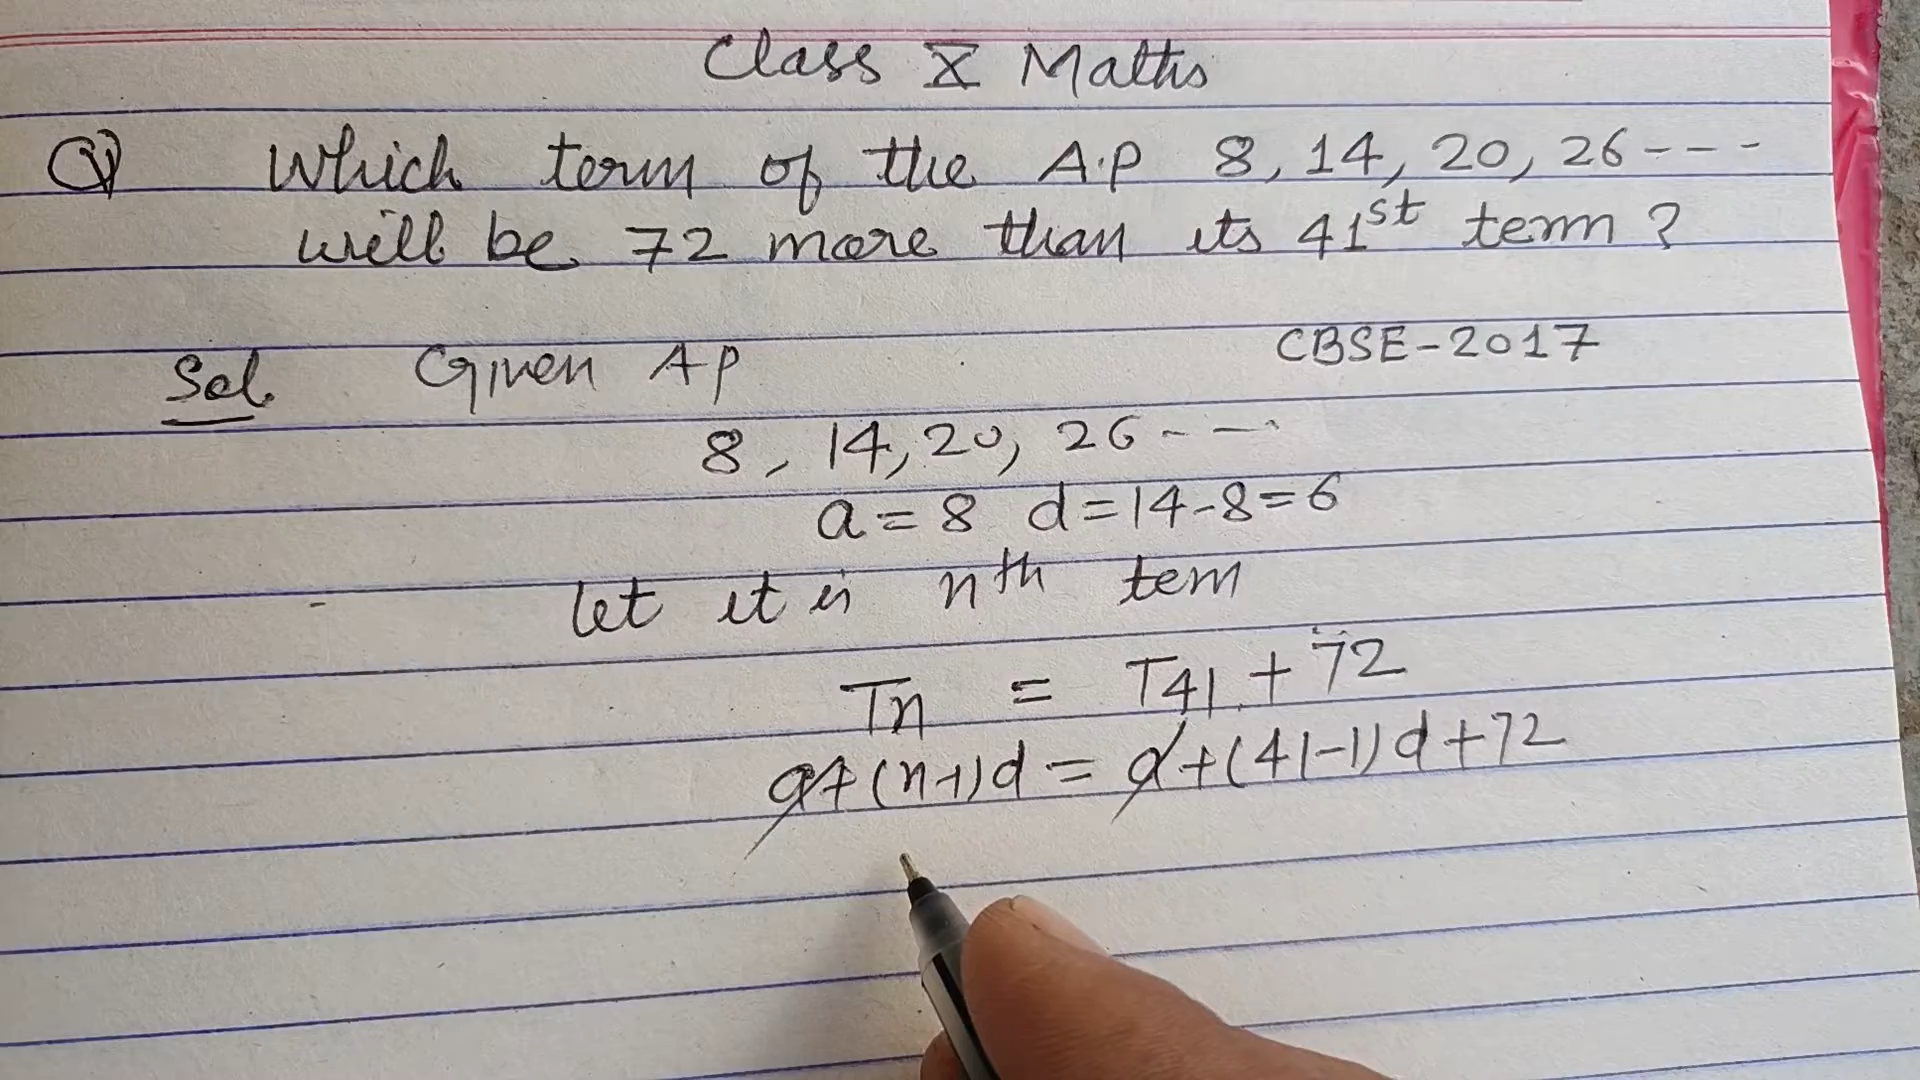 Class X Maths
Q Which term of the A.P 8, 14, 20, 26----
will be 72 more than its 41st term?
Sol. Given AP CBSE-2017
8, 14, 20, 26---
a=8 d=14-8=6
let it is nth tem
Tn = T41+72
a+(n-1)d = a+(41-1)d+72